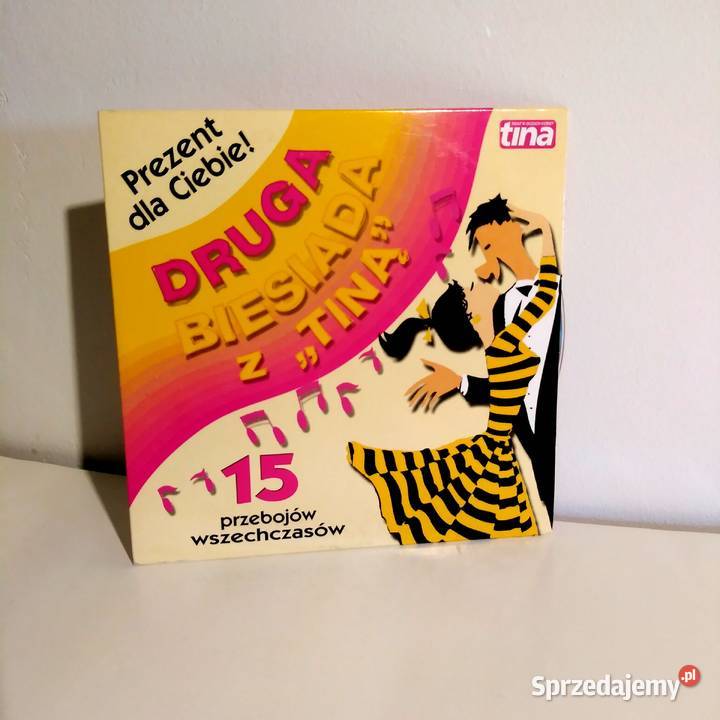 Prezent
dla Ciebie!
DRUGA
BIESIADA
z „TINĄ”
tina
15
przebojów
wszechczasów
Sprzedajemy.pl